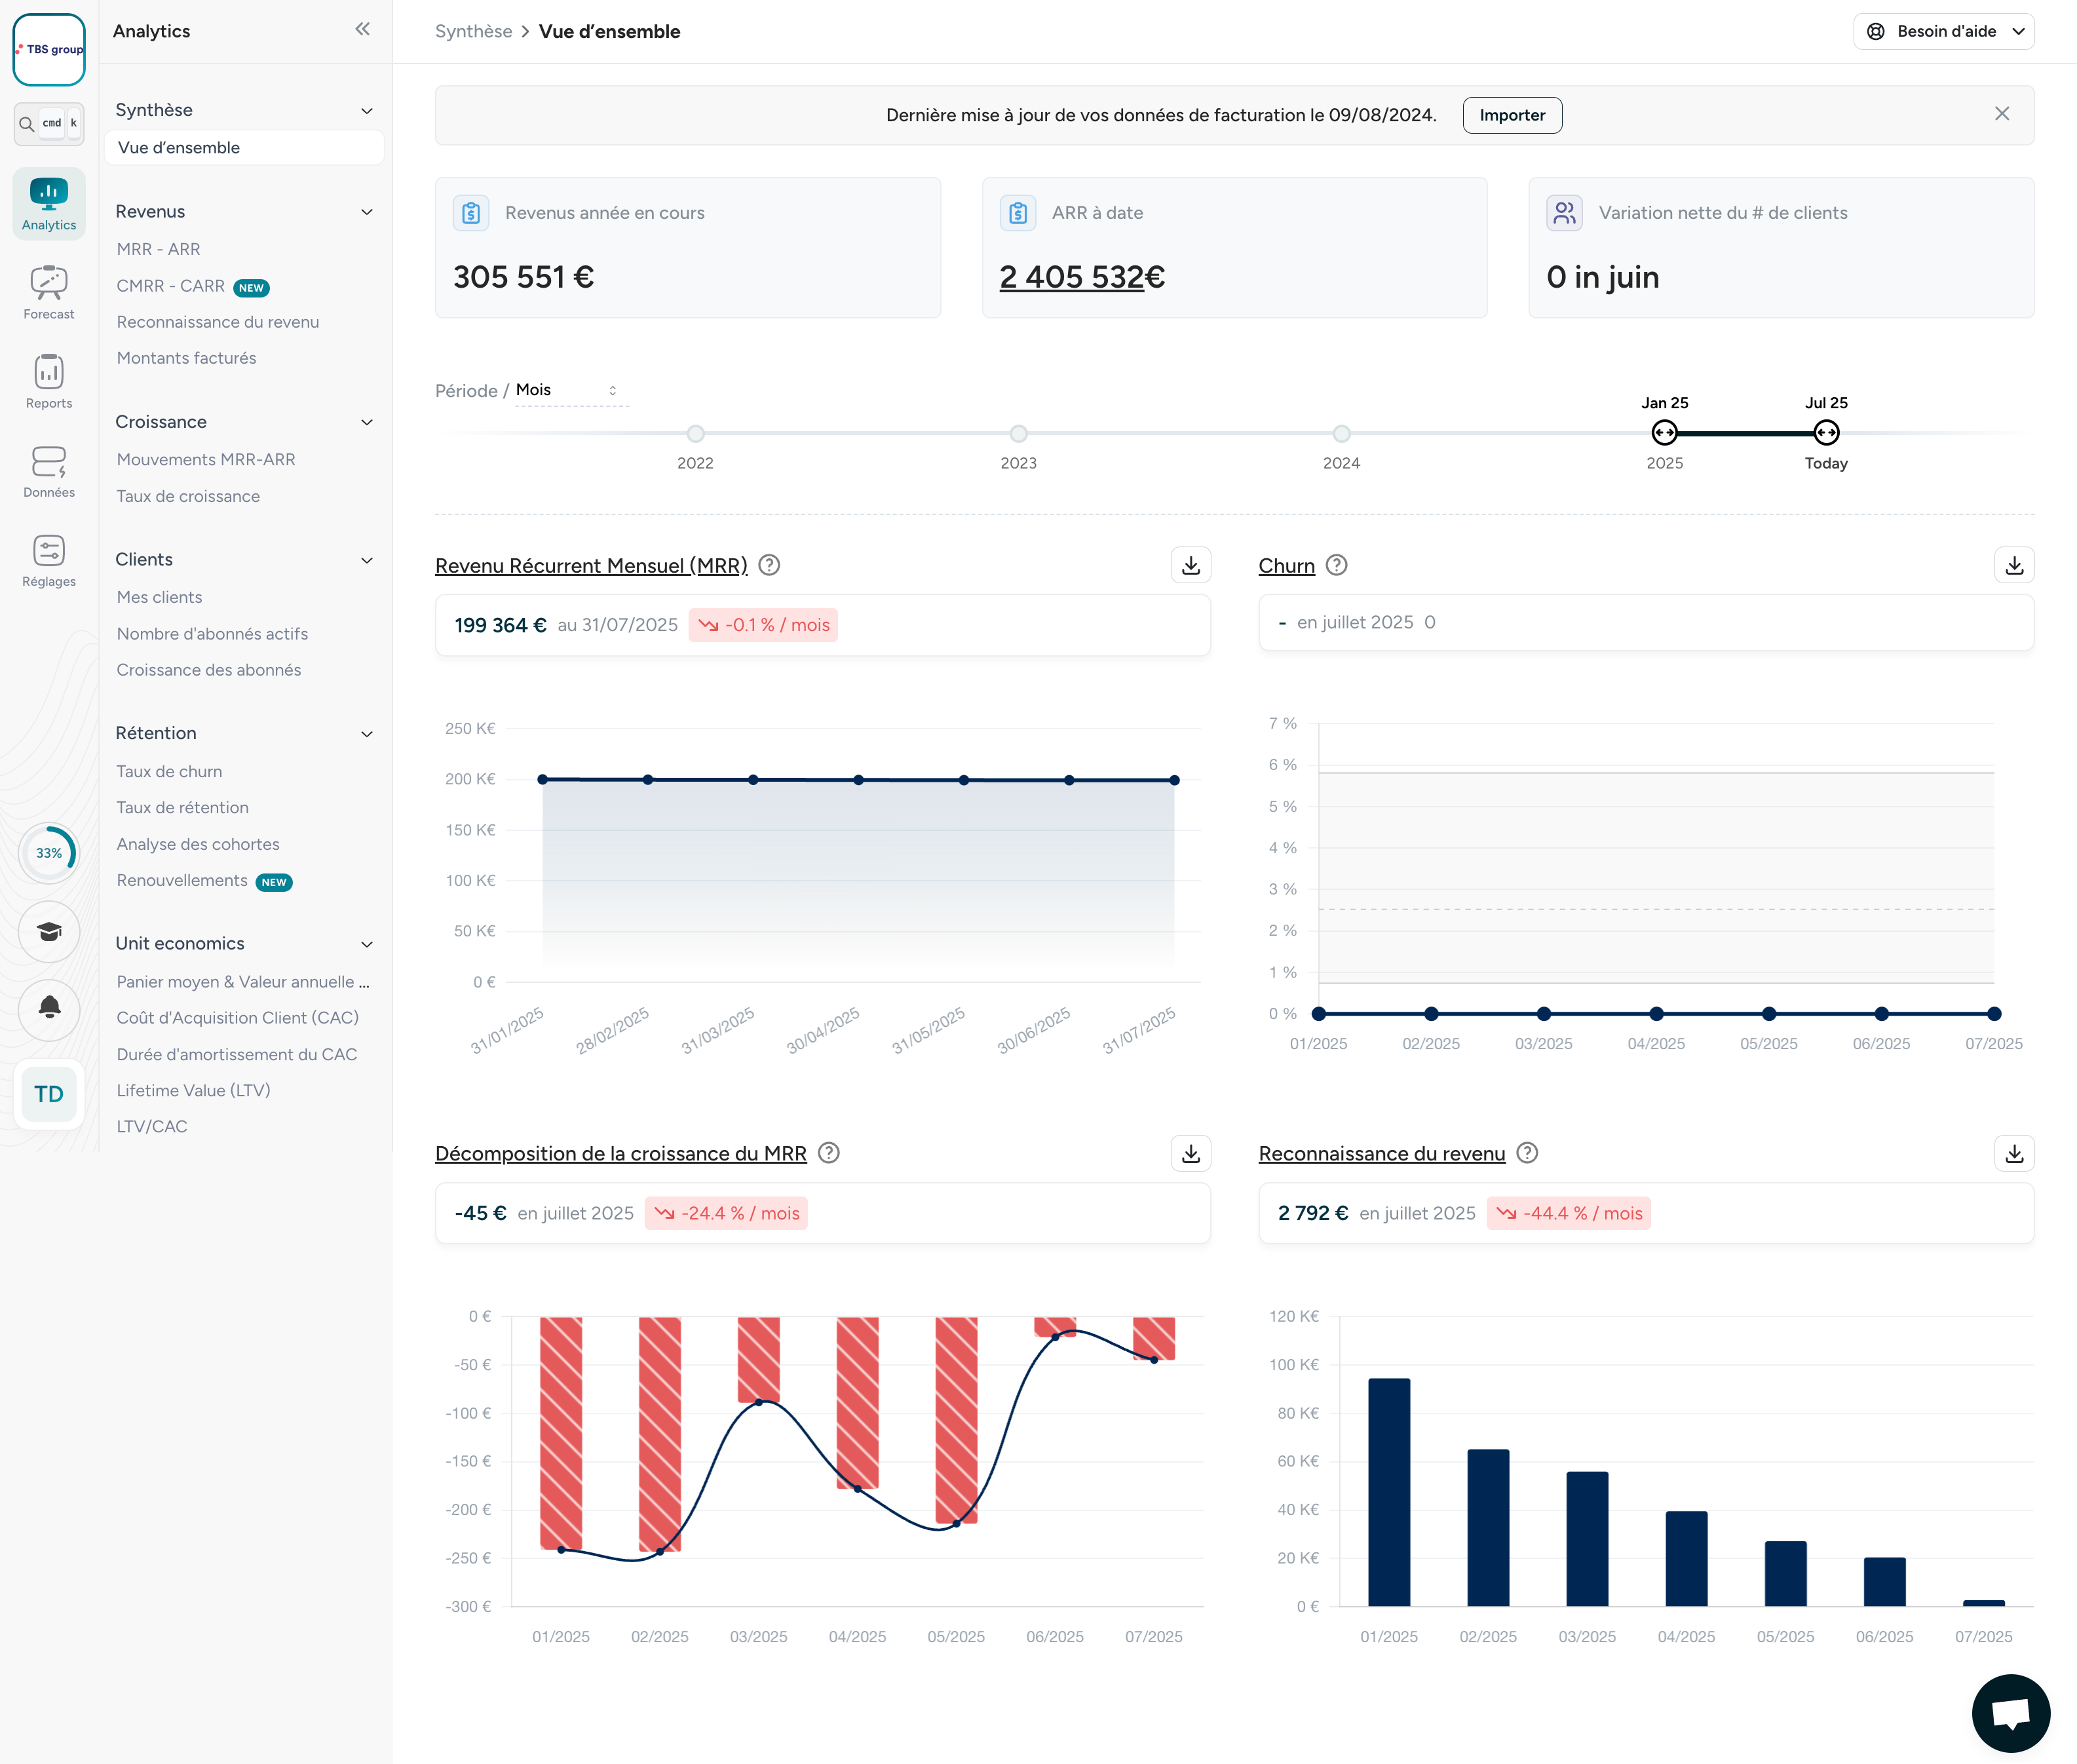 TBS group
cmd k
Analytics
Forecast
Reports
Données
Réglages
33%
TD
Analytics
Synthèse
Vue d’ensemble
Revenus
MRR - ARR
CMRR - CARR NEW
Reconnaissance du revenu
Montants facturés
Croissance
Mouvements MRR-ARR
Taux de croissance
Clients
Mes clients
Nombre d'abonnés actifs
Croissance des abonnés
Rétention
Taux de churn
Taux de rétention
Analyse des cohortes
Renouvellements NEW
Unit economics
Panier moyen & Valeur annuelle ...
Coût d'Acquisition Client (CAC)
Durée d'amortissement du CAC
Lifetime Value (LTV)
LTV/CAC
Synthèse > Vue d’ensemble
Besoin d'aide
Dernière mise à jour de vos données de facturation le 09/08/2024. Importer
Revenus année en cours
305 551 €
ARR à date
2 405 532€
Variation nette du # de clients
0 in juin
Période / Mois
Jan 25 Jul 25
2022 2023 2024 2025 Today
Revenu Récurrent Mensuel (MRR) ?
199 364 € au 31/07/2025 -0.1 % / mois
250 K€
200 K€
150 K€
100 K€
50 K€
0 €
31/01/2025 28/02/2025 31/03/2025 30/04/2025 31/05/2025 30/06/2025 31/07/2025
Churn ?
- en juillet 2025 0
7 %
6 %
5 %
4 %
3 %
2 %
1 %
0 %
01/2025 02/2025 03/2025 04/2025 05/2025 06/2025 07/2025
Décomposition de la croissance du MRR ?
-45 € en juillet 2025 -24.4 % / mois
0 €
-50 €
-100 €
-150 €
-200 €
-250 €
-300 €
01/2025 02/2025 03/2025 04/2025 05/2025 06/2025 07/2025
Reconnaissance du revenu ?
2 792 € en juillet 2025 -44.4 % / mois
120 K€
100 K€
80 K€
60 K€
40 K€
20 K€
0 €
01/2025 02/2025 03/2025 04/2025 05/2025 06/2025 07/2025